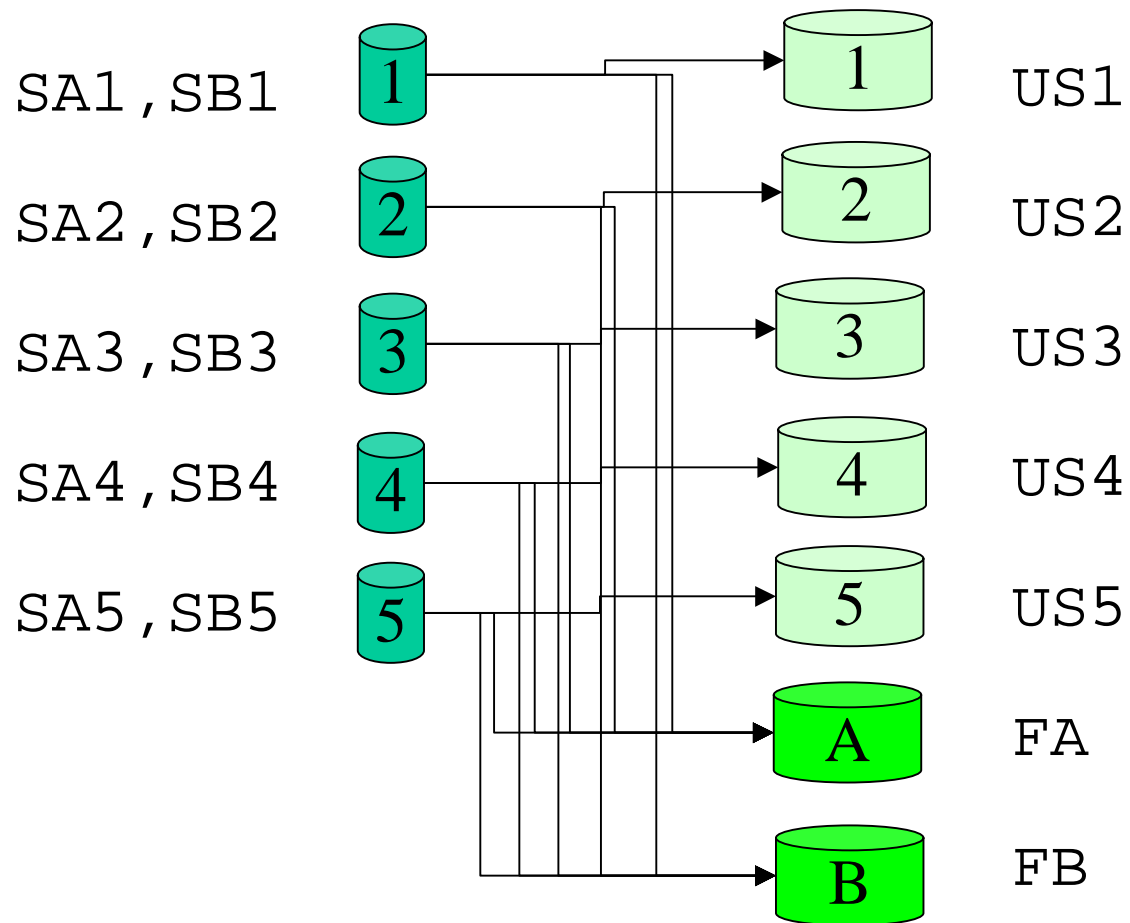 SA1,SB1 1 1 US1
SA2,SB2 2 2 US2
SA3,SB3 3 3 US3
SA4,SB4 4 4 US4
SA5,SB5 5 5 US5
A FA
B FB